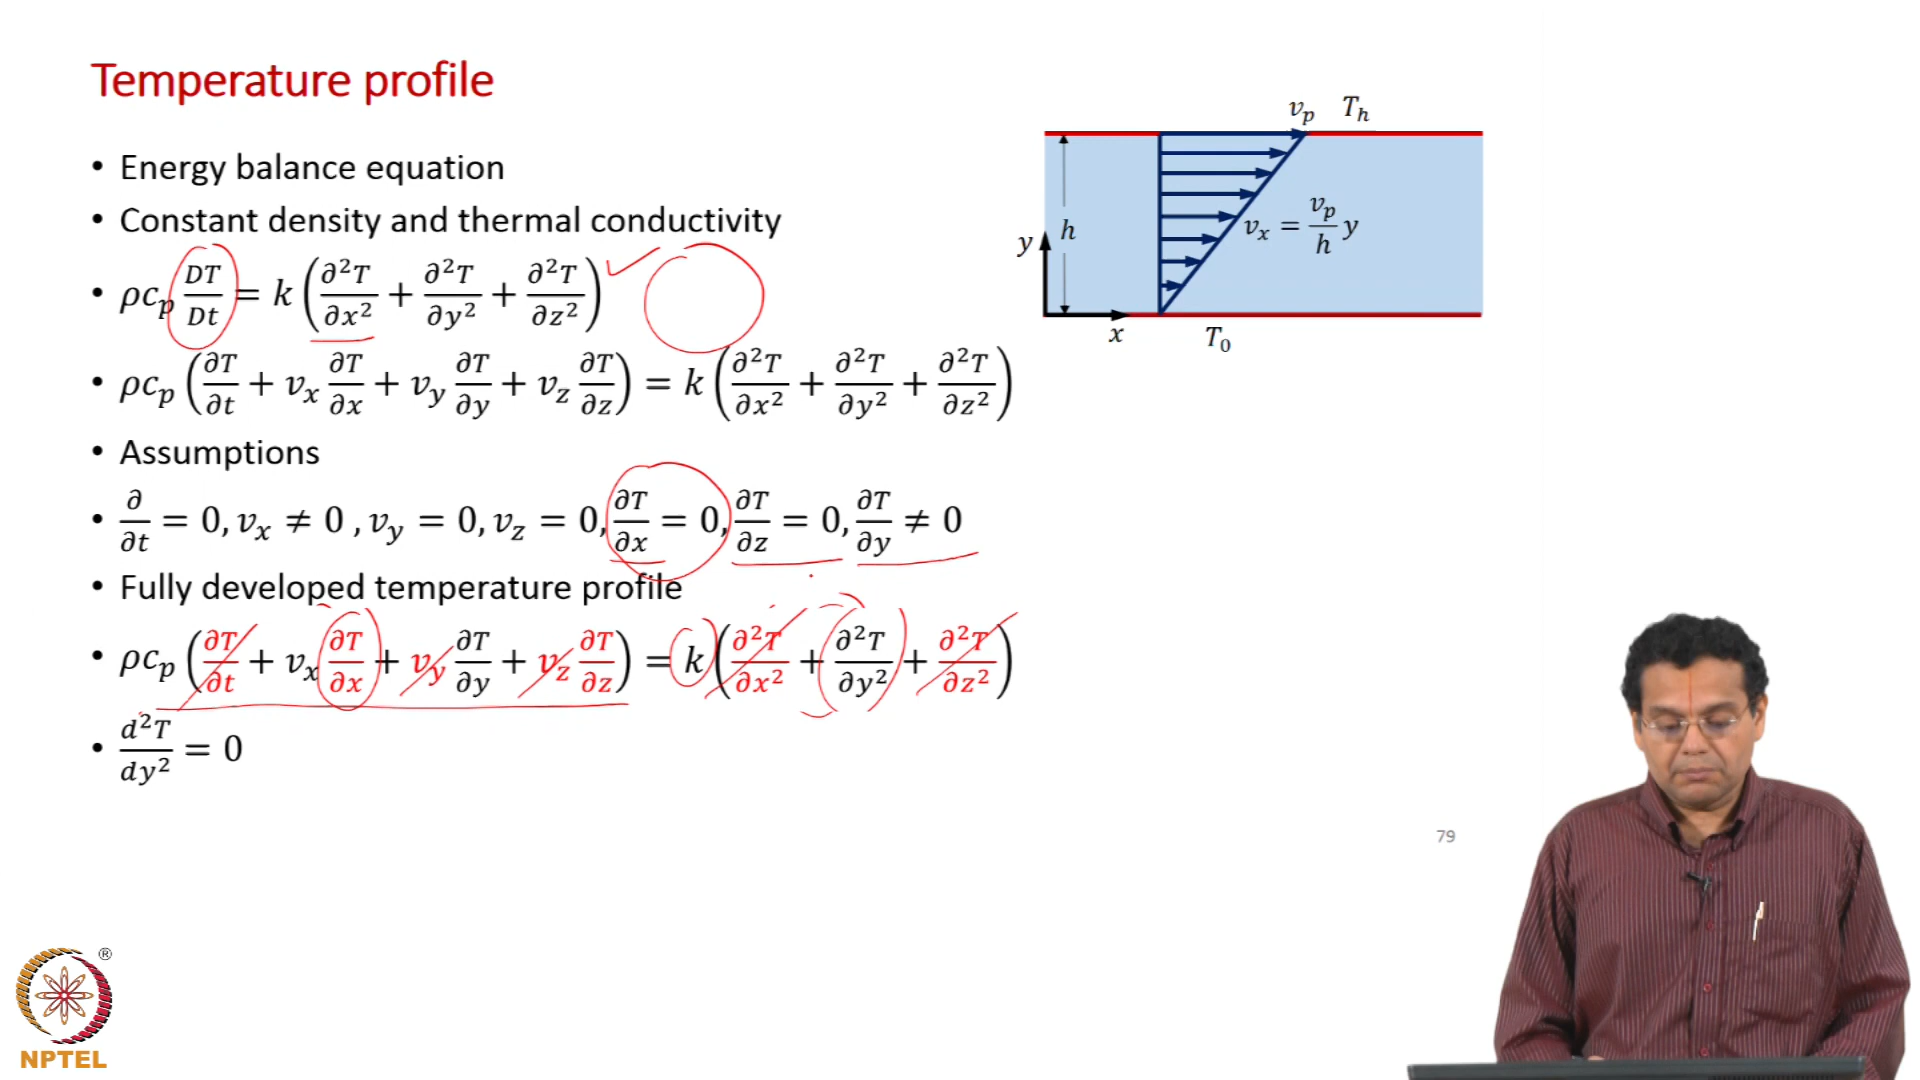 Temperature profile
• Energy balance equation
• Constant density and thermal conductivity
• ρc_p DT/Dt = k (∂²T/∂x² + ∂²T/∂y² + ∂²T/∂z²)
• ρc_p (∂T/∂t + v_x ∂T/∂x + v_y ∂T/∂y + v_z ∂T/∂z) = k (∂²T/∂x² + ∂²T/∂y² + ∂²T/∂z²)
• Assumptions
• ∂/∂t = 0, v_x ≠ 0 , v_y = 0, v_z = 0, ∂T/∂x = 0, ∂T/∂z = 0, ∂T/∂y ≠ 0
• Fully developed temperature profile
• ρc_p (∂T/∂t + v_x ∂T/∂x + v_y ∂T/∂y + v_z ∂T/∂z) = k (∂²T/∂x² + ∂²T/∂y² + ∂²T/∂z²)
• d²T/dy² = 0
v_p T_h
h
y
v_x = v_p/h y
x
T_0
79
®
NPTEL